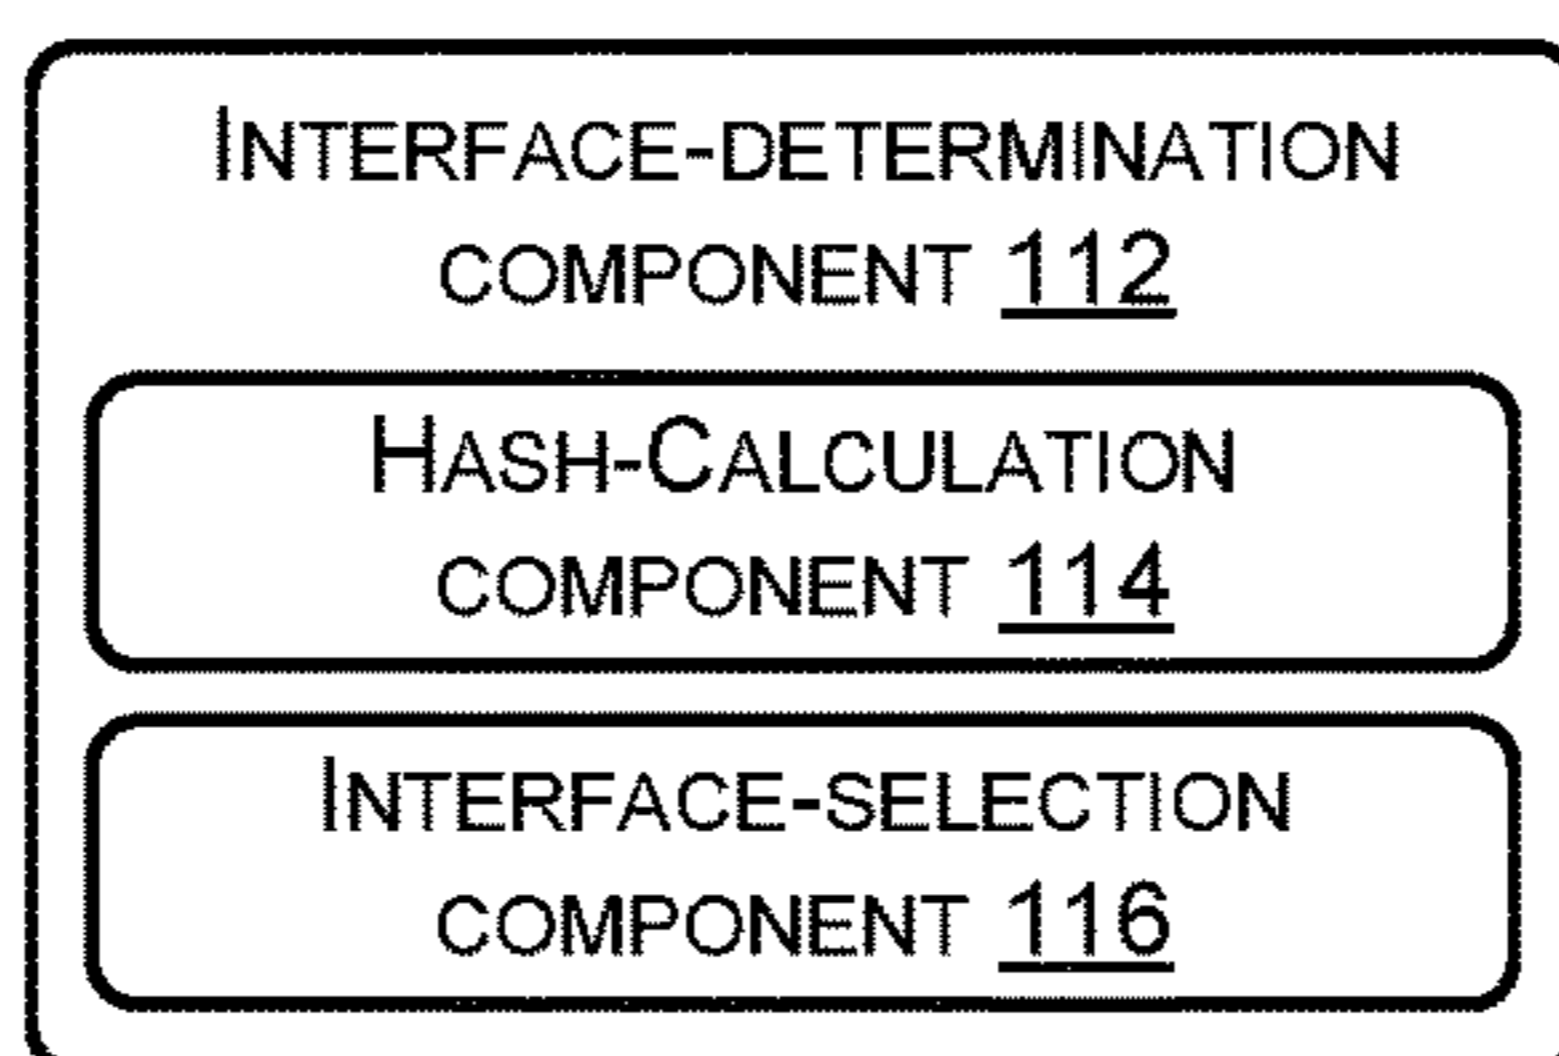 Interface-determination
component 112
Hash-Calculation
component 114
Interface-selection
component 116